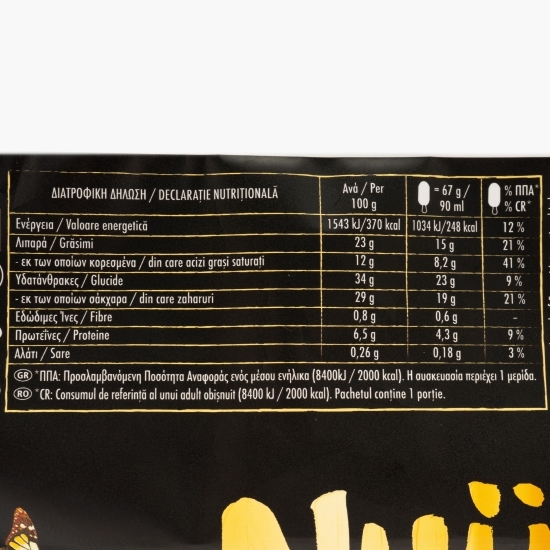 ΔΙΑΤΡΟΦΙΚΗ ΔΗΛΩΣΗ / DECLARAȚIE NUTRIȚIONALĂ Ανά / Per 100 g = 67 g / 90 ml % ΠΠΑ* % CR*
Ενέργεια / Valoare energetică 1543 kJ/370 kcal 1034 kJ/248 kcal 12 %
Λιπαρά / Grăsimi 23 g 15 g 21 %
- εκ των οποίων κορεσμένα / din care acizi grași saturați 12 g 8,2 g 41 %
Υδατάνθρακες / Glucide 34 g 23 g 9 %
- εκ των οποίων σάκχαρα / din care zaharuri 29 g 19 g 21 %
Εδώδιμες Ίνες / Fibre 0,8 g 0,6 g -
Πρωτεΐνες / Proteine 6,5 g 4,3 g 9 %
Αλάτι / Sare 0,26 g 0,18 g 3 %
GR *ΠΠΑ: Προσλαμβανόμενη Ποσότητα Αναφοράς ενός μέσου ενήλικα (8400kJ / 2000 kcal). Η συσκευασία περιέχει 1 μερίδα.
RO *CR: Consumul de referință al unui adult obișnuit (8400 kJ / 2000 kcal). Pachetul conține 1 porție.
Nuii